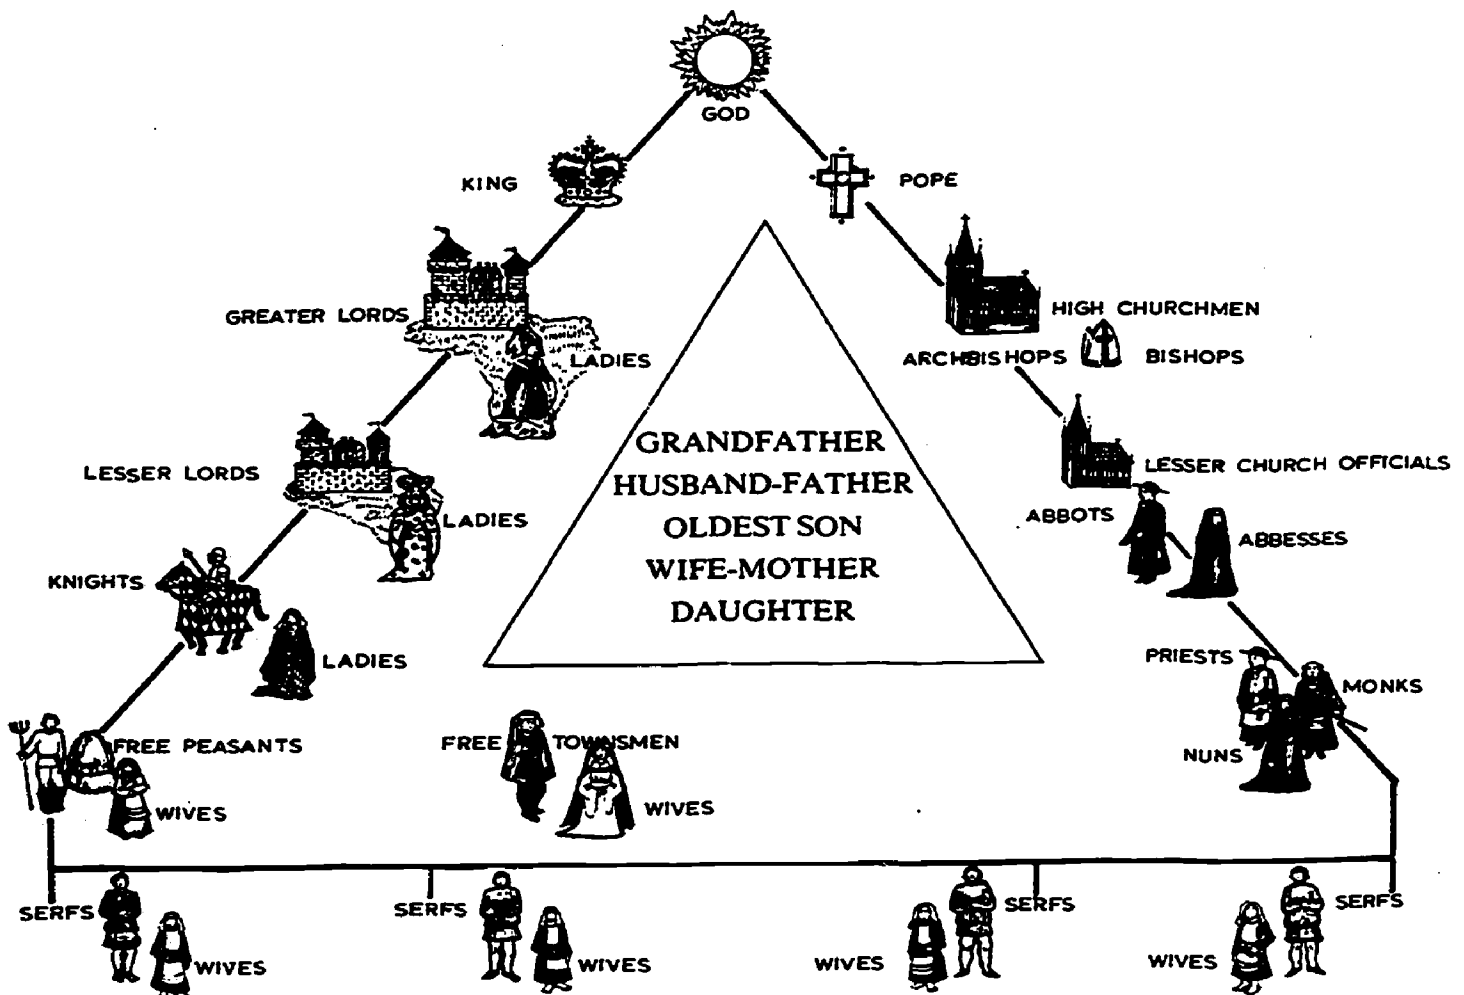 GOD
KING
POPE
GREATER LORDS
HIGH CHURCHMEN
LADIES
ARCHBISHOPS
BISHOPS
GRANDFATHER
HUSBAND-FATHER
OLDEST SON
WIFE-MOTHER
DAUGHTER
LESSER LORDS
LADIES
LESSER CHURCH OFFICIALS
ABBOTS
ABBESSES
KNIGHTS
LADIES
PRIESTS
MONKS
NUNS
FREE PEASANTS
WIVES
FREE TOWNSMEN
WIVES
SERFS
WIVES
SERFS
WIVES
SERFS
WIVES
SERFS
WIVES